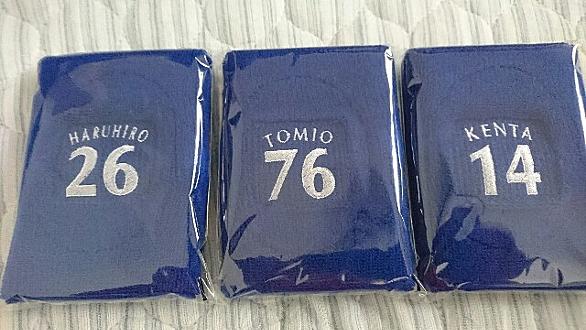 HARUHIRO
26
TOMIO
76
KENTA
14